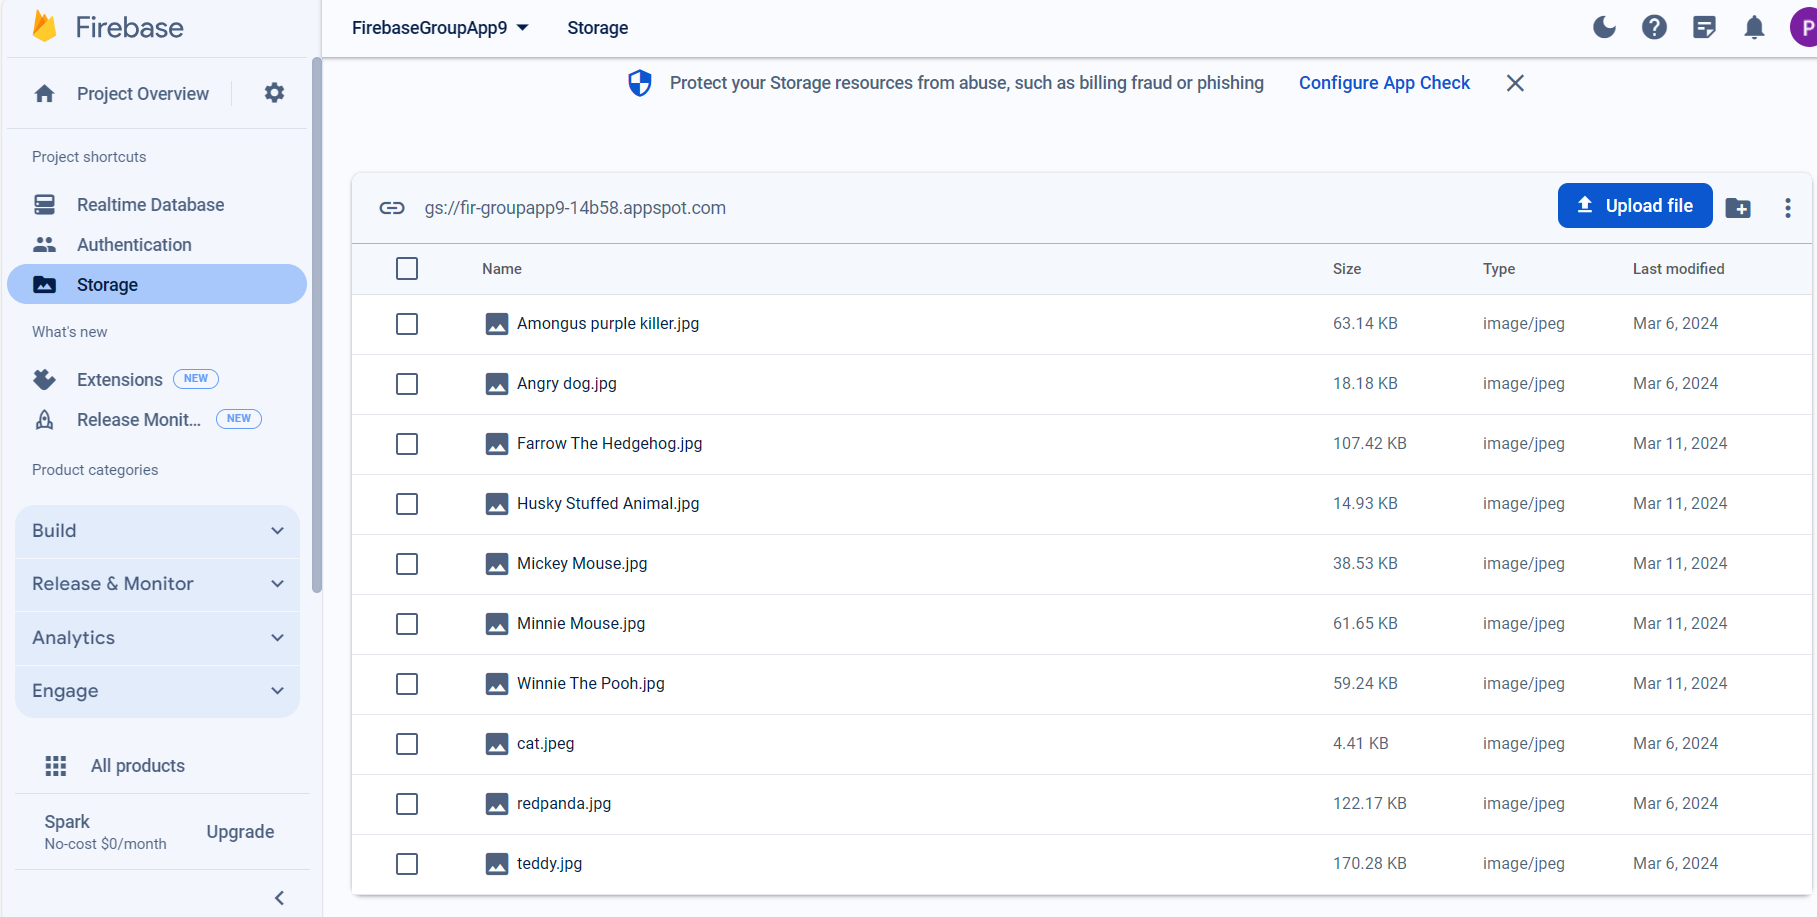 Firebase
FirebaseGroupApp9
Storage
P
Project Overview
Protect your Storage resources from abuse, such as billing fraud or phishing
Configure App Check
Project shortcuts
Realtime Database
Authentication
Storage
What's new
Extensions NEW
Release Monit... NEW
Product categories
Build
Release & Monitor
Analytics
Engage
All products
Spark
No-cost $0/month
Upgrade
gs://fir-groupapp9-14b58.appspot.com
Upload file
Name Size Type Last modified
Amongus purple killer.jpg 63.14 KB image/jpeg Mar 6, 2024
Angry dog.jpg 18.18 KB image/jpeg Mar 6, 2024
Farrow The Hedgehog.jpg 107.42 KB image/jpeg Mar 11, 2024
Husky Stuffed Animal.jpg 14.93 KB image/jpeg Mar 11, 2024
Mickey Mouse.jpg 38.53 KB image/jpeg Mar 11, 2024
Minnie Mouse.jpg 61.65 KB image/jpeg Mar 11, 2024
Winnie The Pooh.jpg 59.24 KB image/jpeg Mar 11, 2024
cat.jpeg 4.41 KB image/jpeg Mar 6, 2024
redpanda.jpg 122.17 KB image/jpeg Mar 6, 2024
teddy.jpg 170.28 KB image/jpeg Mar 6, 2024